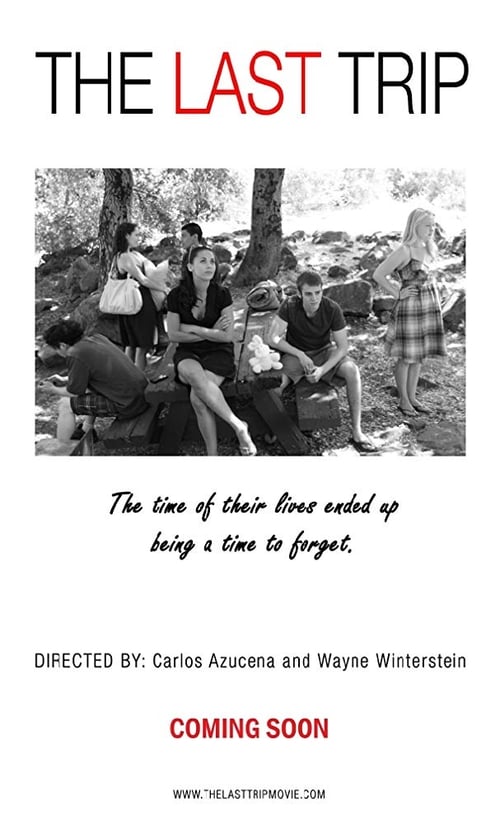 THE LAST TRIP
The time of their lives ended up
being a time to forget.
DIRECTED BY: Carlos Azucena and Wayne Winterstein
COMING SOON
WWW.THELASTTRIPMOVIE.COM